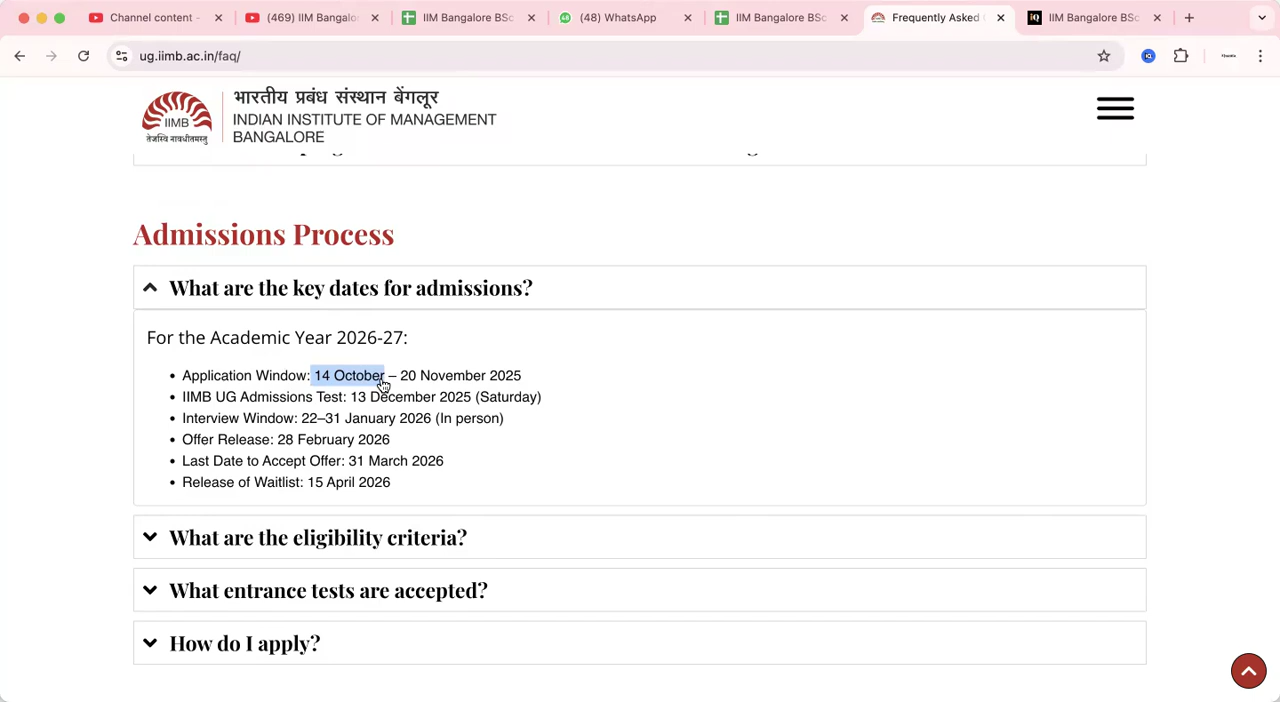 Channel content -
(469) IIM Bangalo
IIM Bangalore BSc
(48) WhatsApp
IIM Bangalore BSc
Frequently Asked
IIM Bangalore BSc
ug.iimb.ac.in/faq/
भारतीय प्रबंध संस्थान बेंगलूर
INDIAN INSTITUTE OF MANAGEMENT
BANGALORE
IIMB
तेजस्वि नावधीतमस्तु
Admissions Process
What are the key dates for admissions?
For the Academic Year 2026-27:
• Application Window: 14 October – 20 November 2025
• IIMB UG Admissions Test: 13 December 2025 (Saturday)
• Interview Window: 22–31 January 2026 (In person)
• Offer Release: 28 February 2026
• Last Date to Accept Offer: 31 March 2026
• Release of Waitlist: 15 April 2026
What are the eligibility criteria?
What entrance tests are accepted?
How do I apply?